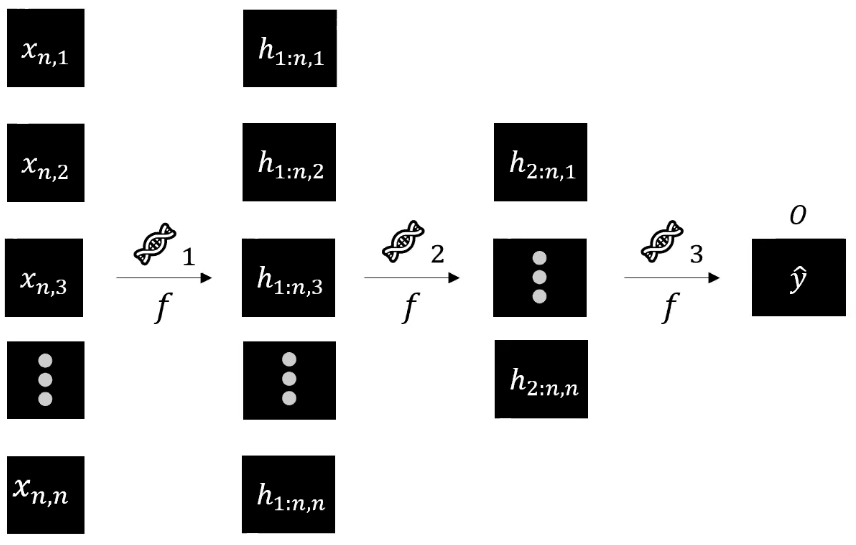 x_{n,1}
x_{n,2}
x_{n,3}
x_{n,n}
1
f
h_{1:n,1}
h_{1:n,2}
h_{1:n,3}
h_{1:n,n}
2
f
h_{2:n,1}
h_{2:n,n}
3
f
O
ŷ